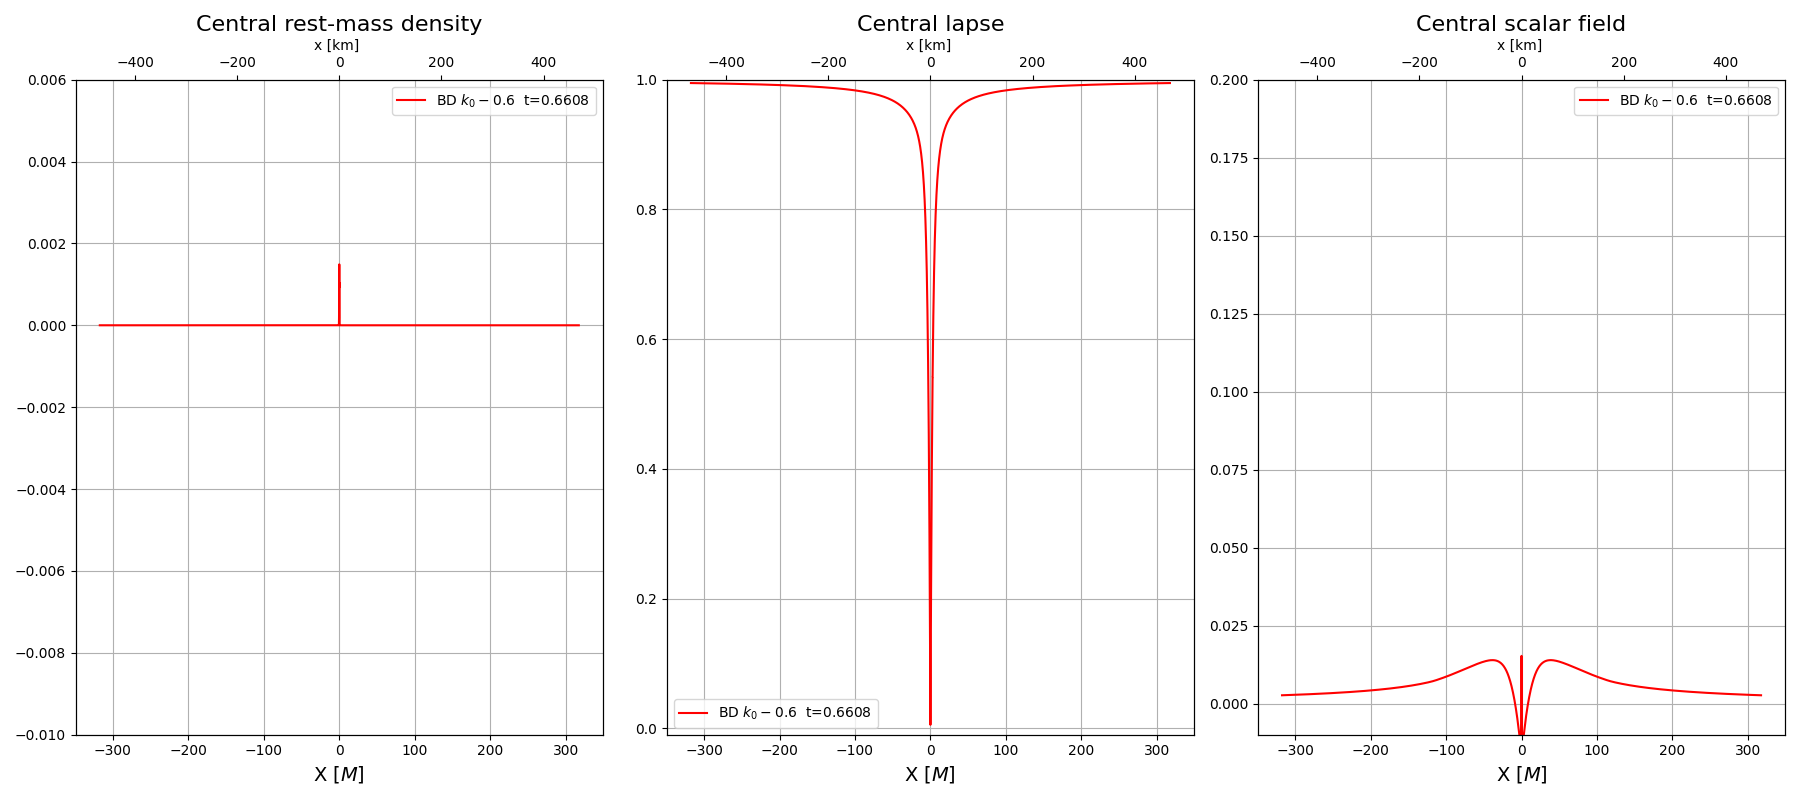 Central rest-mass density
x [km]
−400 −200 0 200 400
0.006
0.004
0.002
0.000
−0.002
−0.004
−0.006
−0.008
−0.010
BD k₀ − 0.6 t=0.6608
−300 −200 −100 0 100 200 300
X [M]
Central lapse
x [km]
−400 −200 0 200 400
1.0
0.8
0.6
0.4
0.2
0.0
BD k₀ − 0.6 t=0.6608
−300 −200 −100 0 100 200 300
X [M]
Central scalar field
x [km]
−400 −200 0 200 400
0.200
0.175
0.150
0.125
0.100
0.075
0.050
0.025
0.000
BD k₀ − 0.6 t=0.6608
−300 −200 −100 0 100 200 300
X [M]